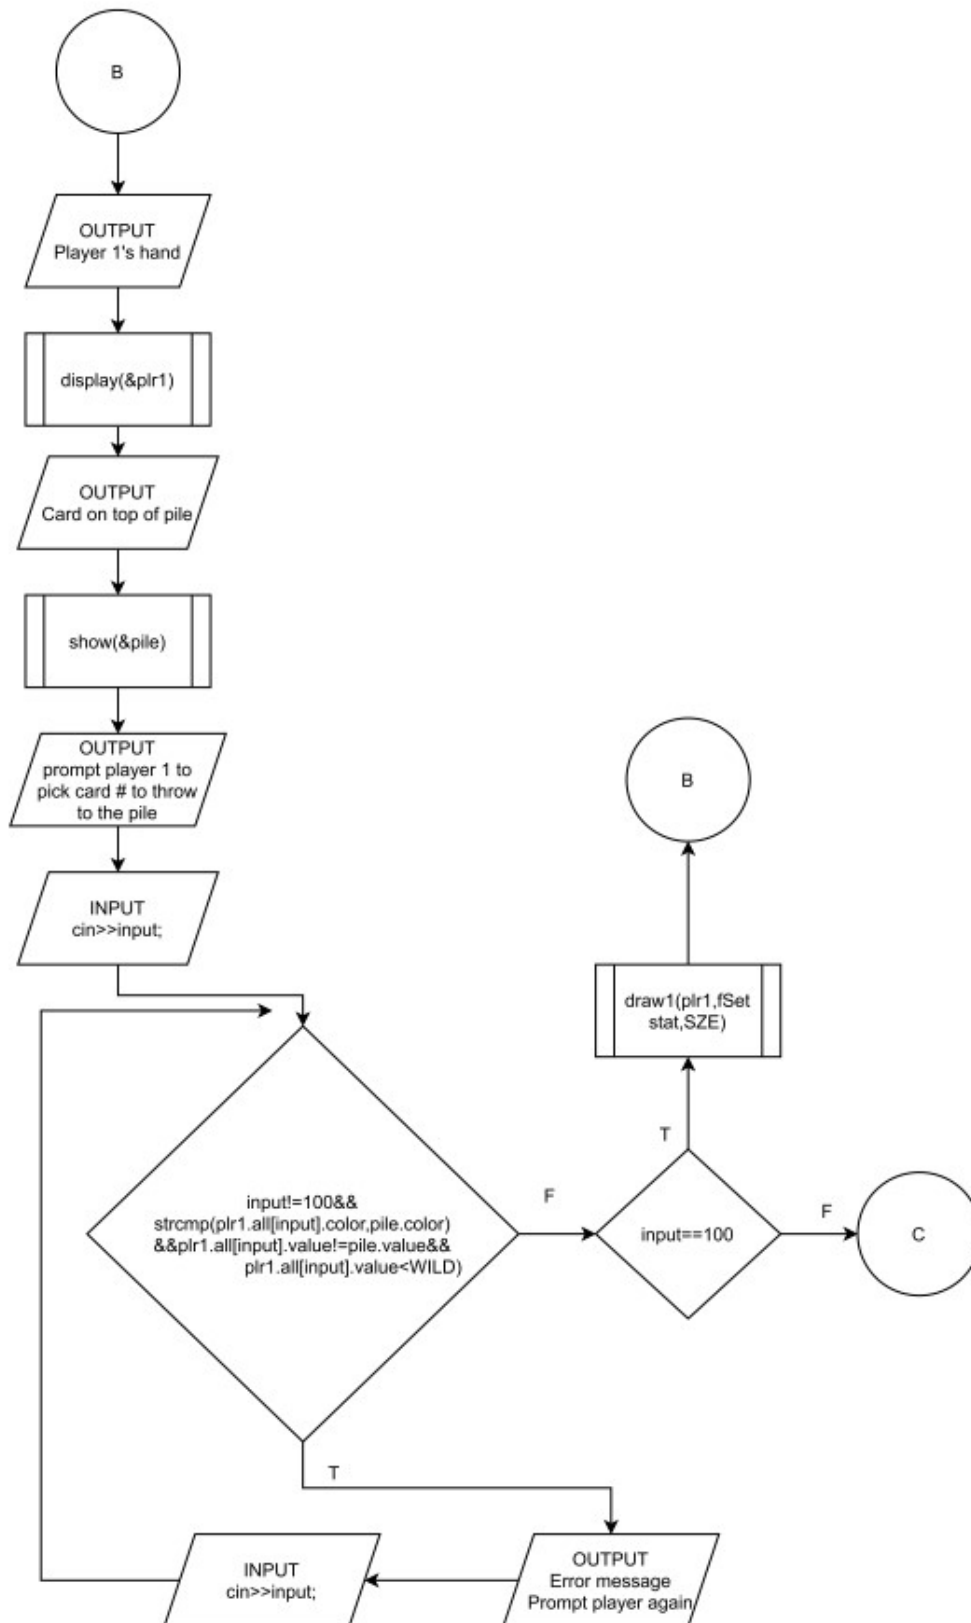 B
OUTPUT
Player 1's hand
display(&plr1)
OUTPUT
Card on top of pile
show(&pile)
OUTPUT
prompt player 1 to
pick card # to throw
to the pile
INPUT
cin>>input;
input!=100&&
strcmp(plr1.all[input].color,pile.color)
&&plr1.all[input].value!=pile.value&&
plr1.all[input].value<WILD)
F
input==100
T
draw1(plr1,fSet
stat,SZE)
B
F
C
T
OUTPUT
Error message
Prompt player again
INPUT
cin>>input;